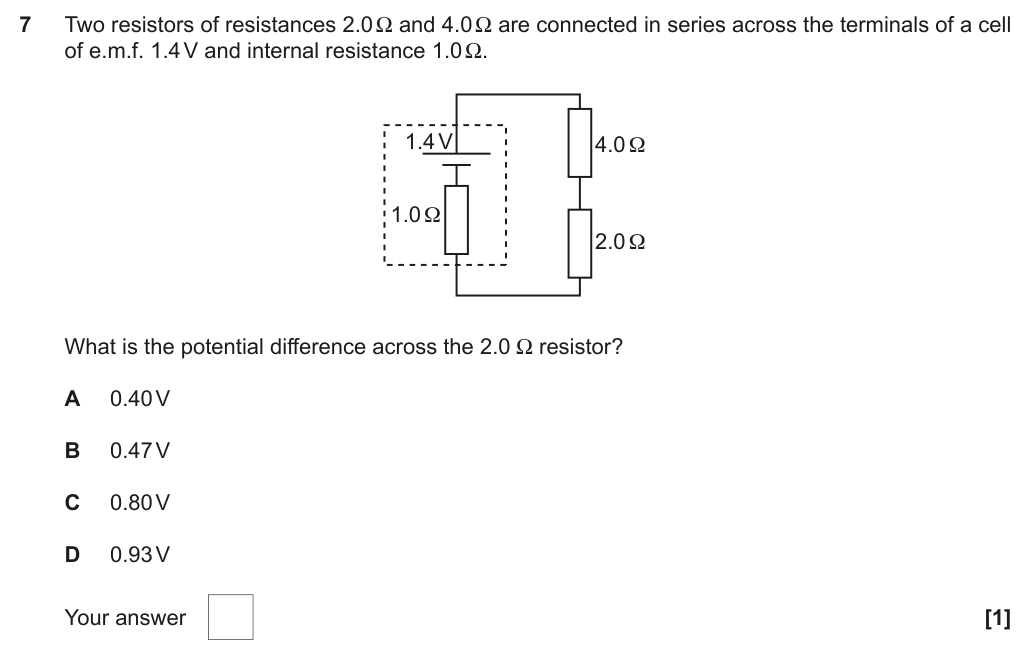 7 Two resistors of resistances 2.0 Ω and 4.0 Ω are connected in series across the terminals of a cell
of e.m.f. 1.4 V and internal resistance 1.0 Ω.
1.4 V
4.0 Ω
1.0 Ω
2.0 Ω
What is the potential difference across the 2.0 Ω resistor?
A 0.40 V
B 0.47 V
C 0.80 V
D 0.93 V
Your answer [1]